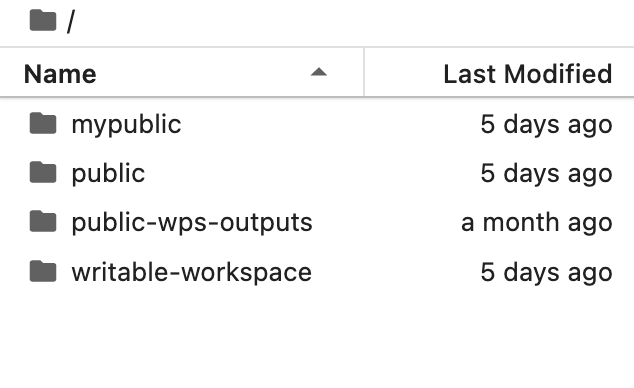 /
Name Last Modified
mypublic 5 days ago
public 5 days ago
public-wps-outputs a month ago
writable-workspace 5 days ago